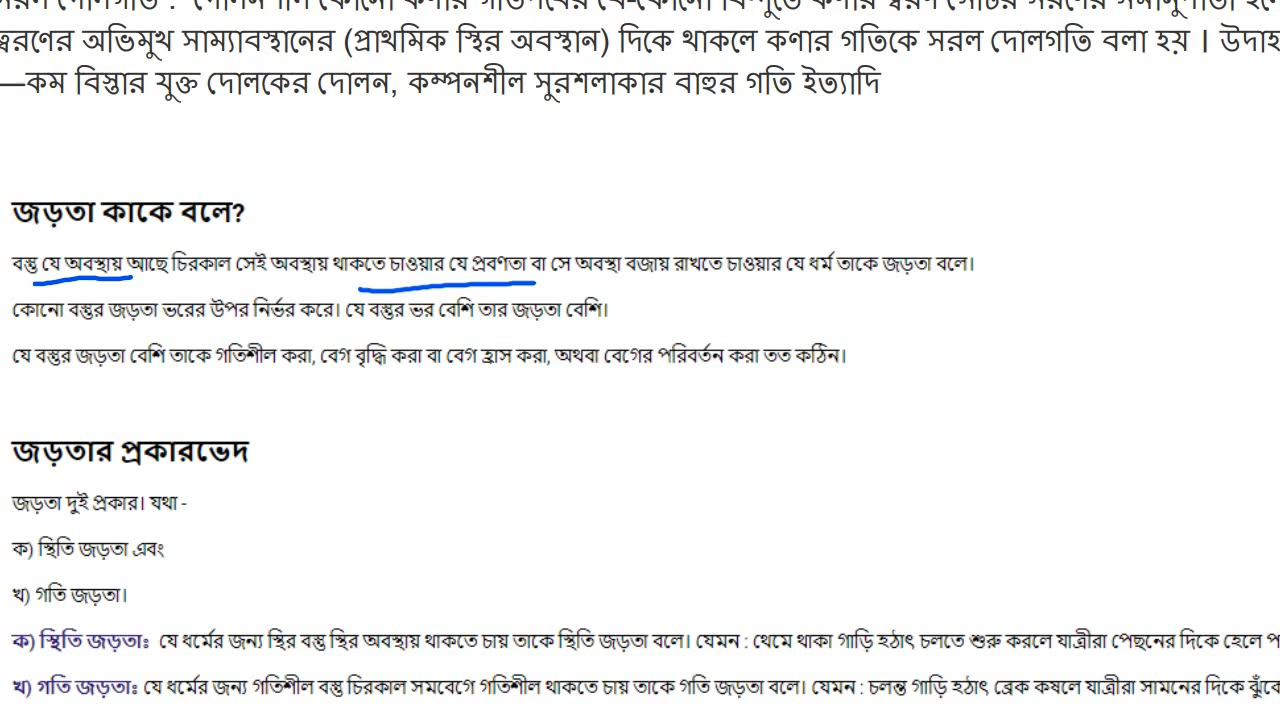 ত্বরণের অভিমুখ সাম্যাবস্থানের (প্রাথমিক স্থির অবস্থান) দিকে থাকলে কণার গতিকে সরল দোলগতি বলা হয় ।
—কম বিস্তার যুক্ত দোলকের দোলন, কম্পনশীল সুরশলাকার বাহুর গতি ইত্যাদি
জড়তা কাকে বলে?
বস্তু যে অবস্থায় আছে চিরকাল সেই অবস্থায় থাকতে চাওয়ার যে প্রবণতা বা সে অবস্থা বজায় রাখতে চাওয়ার যে ধর্ম তাকে জড়তা বলে।
কোনো বস্তুর জড়তা ভরের উপর নির্ভর করে। যে বস্তুর ভর বেশি তার জড়তা বেশি।
যে বস্তুর জড়তা বেশি তাকে গতিশীল করা, বেগ বৃদ্ধি করা বা বেগ হ্রাস করা, অথবা বেগের পরিবর্তন করা তত কঠিন।
জড়তার প্রকারভেদ
জড়তা দুই প্রকার। যথা -
ক) স্থিতি জড়তা এবং
খ) গতি জড়তা।
ক) স্থিতি জড়তাঃ যে ধর্মের জন্য স্থির বস্তু স্থির অবস্থায় থাকতে চায় তাকে স্থিতি জড়তা বলে। যেমন : থেমে থাকা গাড়ি হঠাৎ চলতে শুরু করলে যাত্রীরা পেছনের দিকে হেলে
খ) গতি জড়তাঃ যে ধর্মের জন্য গতিশীল বস্তু চিরকাল সমবেগে গতিশীল থাকতে চায় তাকে গতি জড়তা বলে। যেমন : চলন্ত গাড়ি হঠাৎ ব্রেক কষলে যাত্রীরা সামনের দিকে